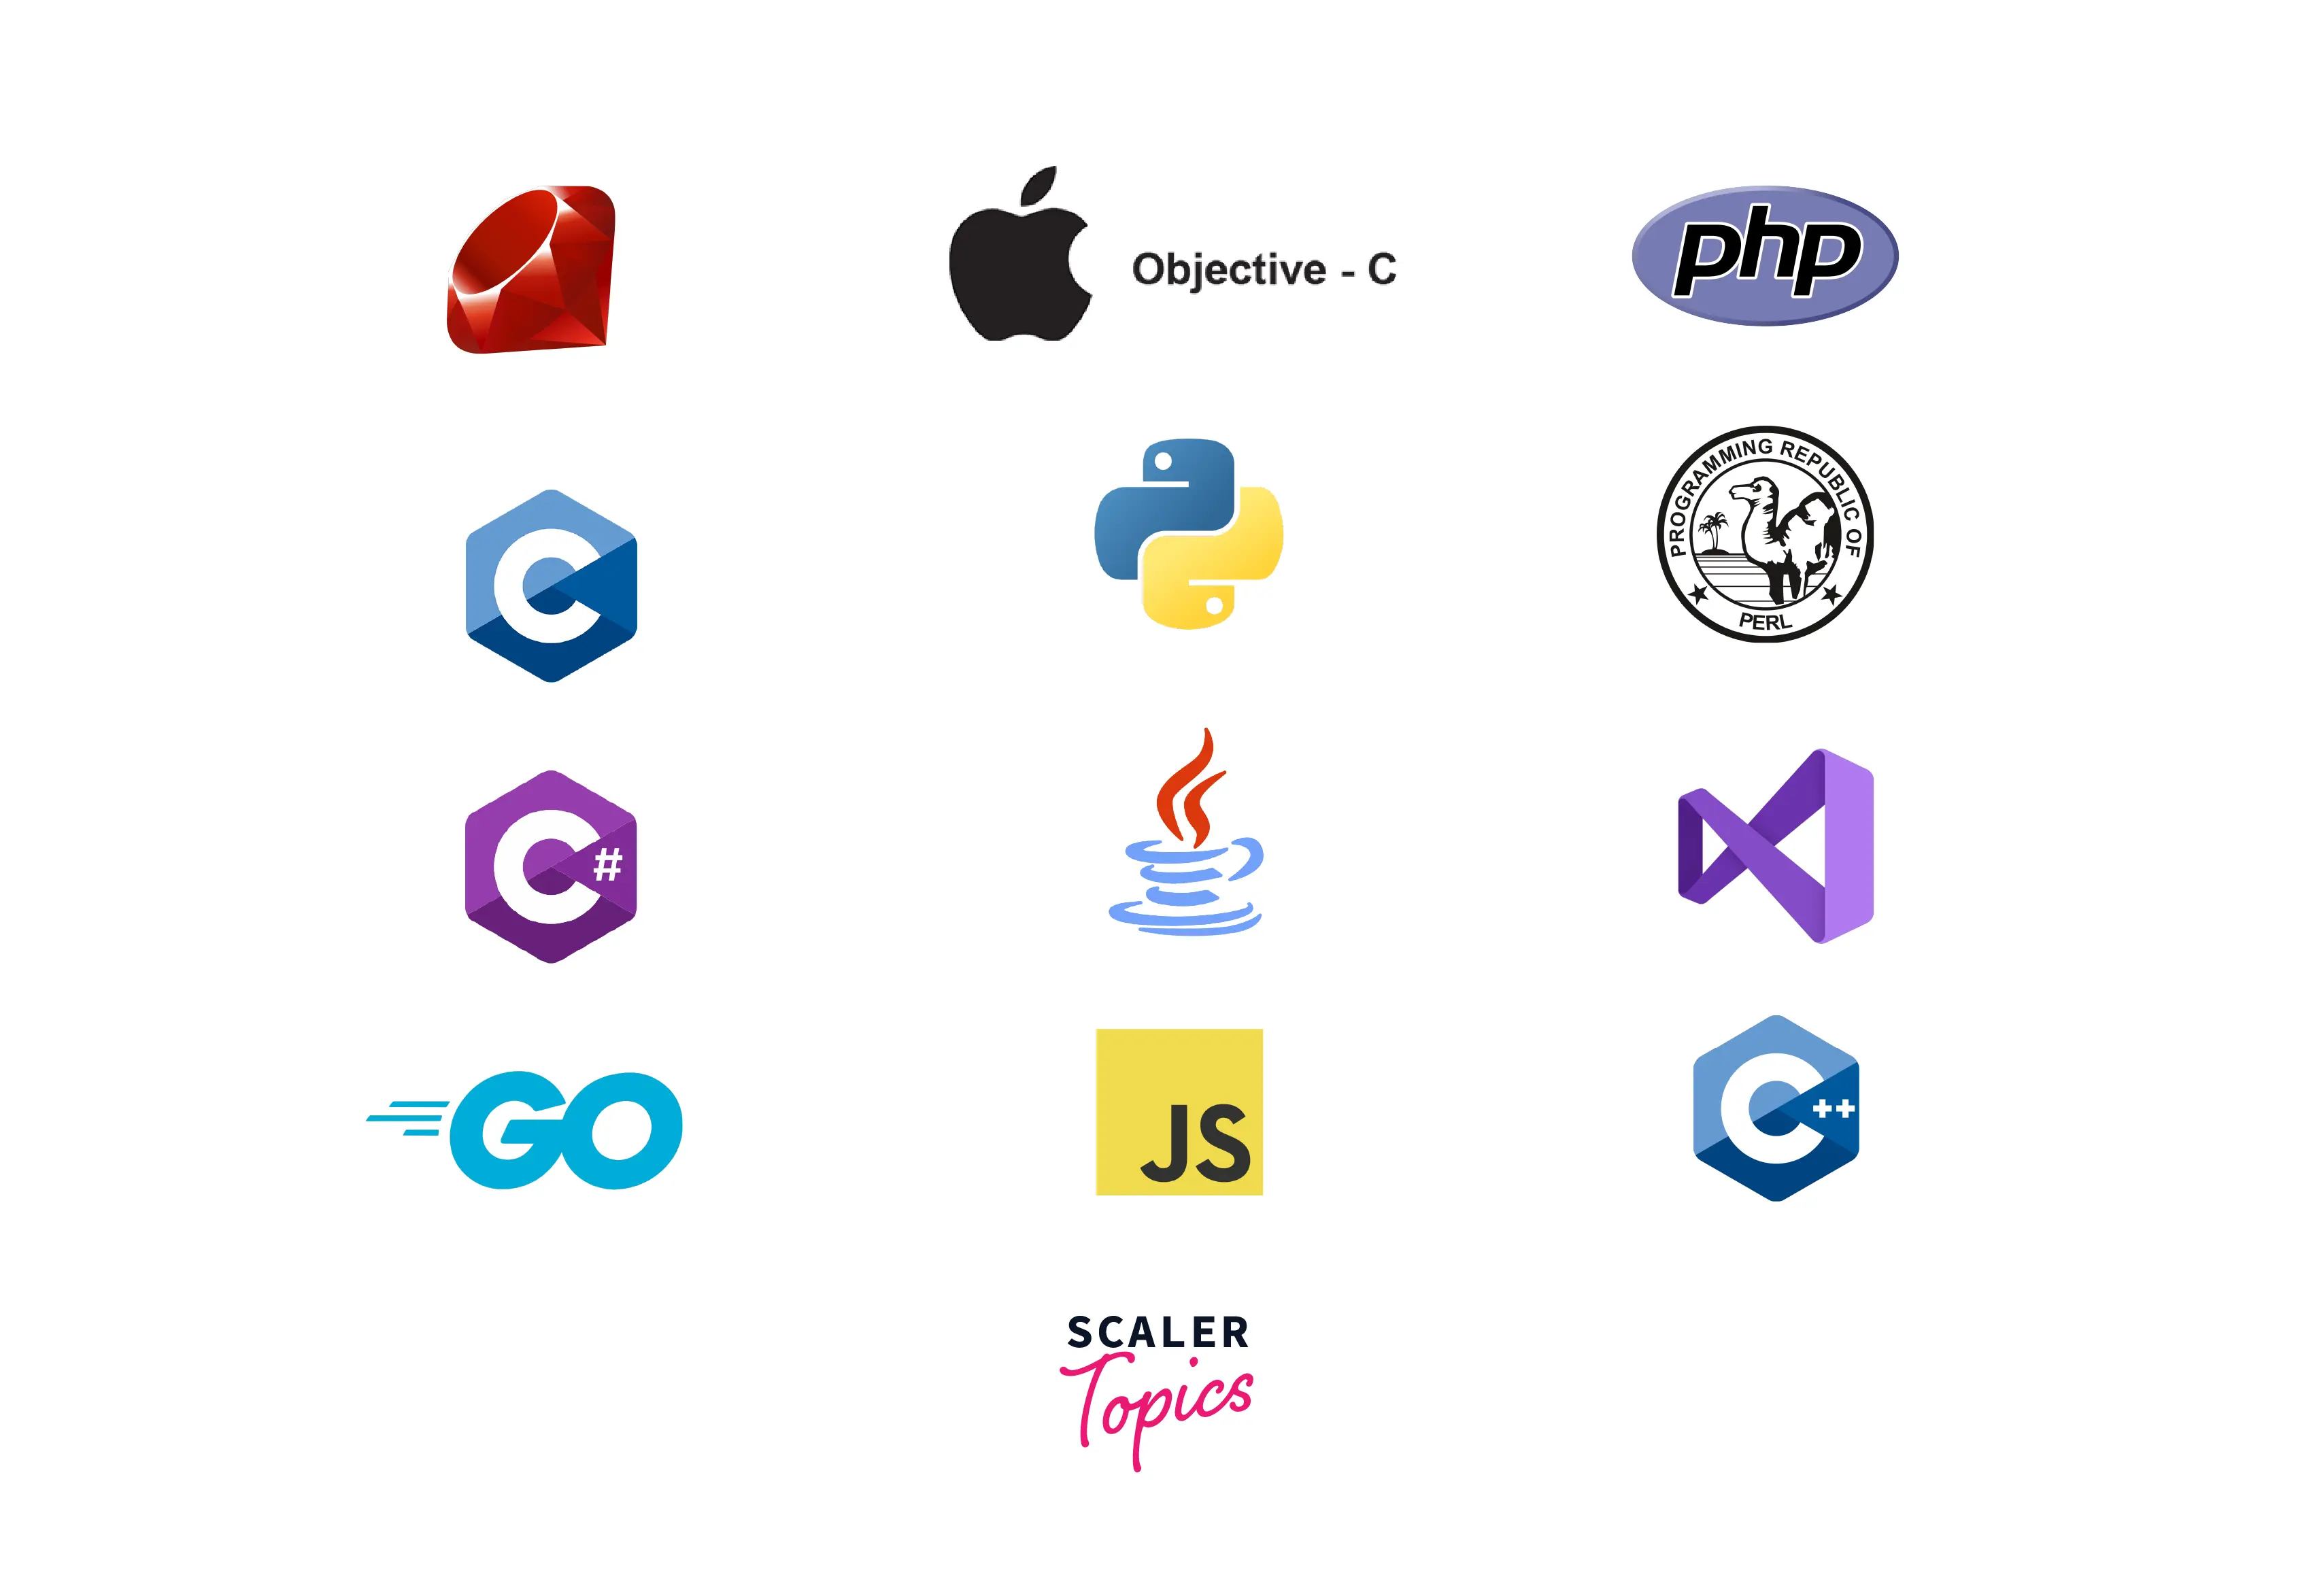 Objective - C
php
PROGRAMMING REPUBLIC OF
PERL
C
C#
GO
JS
C++
SCALER
Topics